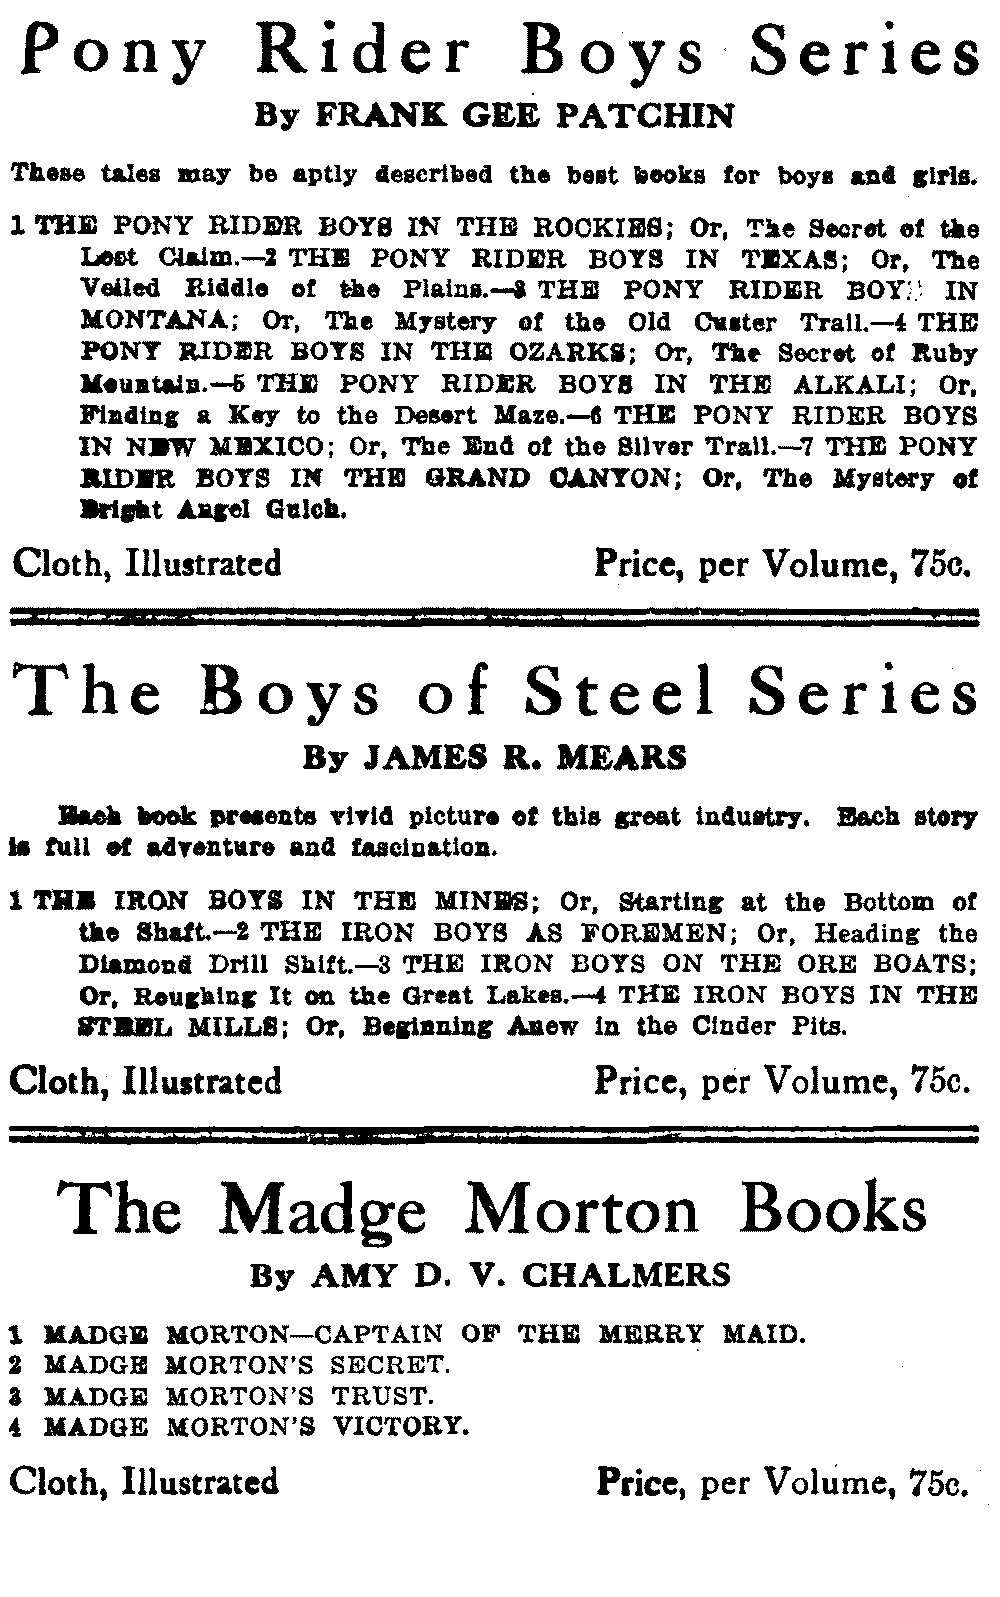 Pony Rider Boys Series
By FRANK GEE PATCHIN
These tales may be aptly described the best books for boys and girls.
1 THE PONY RIDER BOYS IN THE ROCKIES; Or, The Secret of the
Lost Claim.—2 THE PONY RIDER BOYS IN TEXAS; Or, The
Veiled Riddle of the Plains.—3 THE PONY RIDER BOYS IN
MONTANA; Or, The Mystery of the Old Custer Trail.—4 THE
PONY RIDER BOYS IN THE OZARKS; Or, The Secret of Ruby
Mountain.—5 THE PONY RIDER BOYS IN THE ALKALI; Or,
Finding a Key to the Desert Maze.—6 THE PONY RIDER BOYS
IN NEW MEXICO; Or, The End of the Silver Trail.—7 THE PONY
RIDER BOYS IN THE GRAND CANYON; Or, The Mystery of
Bright Angel Gulch.
Cloth, Illustrated Price, per Volume, 75c.
The Boys of Steel Series
By JAMES R. MEARS
Each book presents vivid picture of this great industry. Each story
is full of adventure and fascination.
1 THE IRON BOYS IN THE MINES; Or, Starting at the Bottom of
the Shaft.—2 THE IRON BOYS AS FOREMEN; Or, Heading the
Diamond Drill Shift.—3 THE IRON BOYS ON THE ORE BOATS;
Or, Roughing It on the Great Lakes.—4 THE IRON BOYS IN THE
STEEL MILLS; Or, Beginning Anew in the Cinder Pits.
Cloth, Illustrated Price, per Volume, 75c.
The Madge Morton Books
By AMY D. V. CHALMERS
1 MADGE MORTON—CAPTAIN OF THE MERRY MAID.
2 MADGE MORTON'S SECRET.
3 MADGE MORTON'S TRUST.
4 MADGE MORTON'S VICTORY.
Cloth, Illustrated Price, per Volume, 75c.